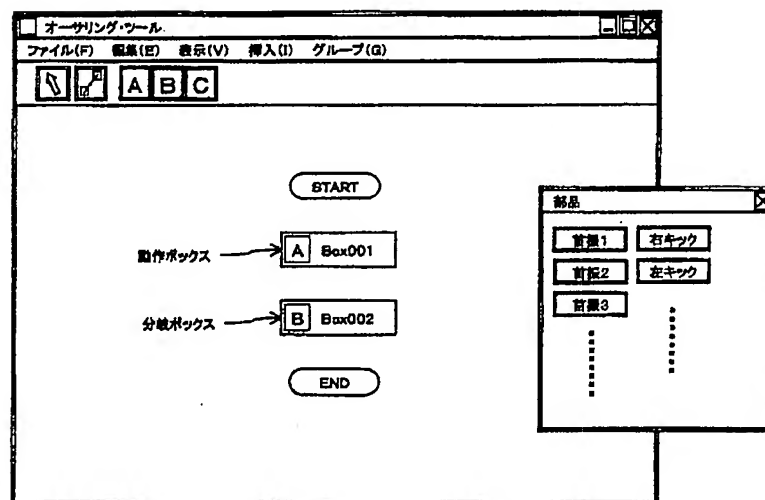 オーサリング・ツール
ファイル(F) 編集(E) 表示(V) 挿入(I) グループ(G)
A B C
START
動作ボックス
A Box001
分岐ボックス
B Box002
END
部品
首振1 右キック
首振2 左キック
首振3